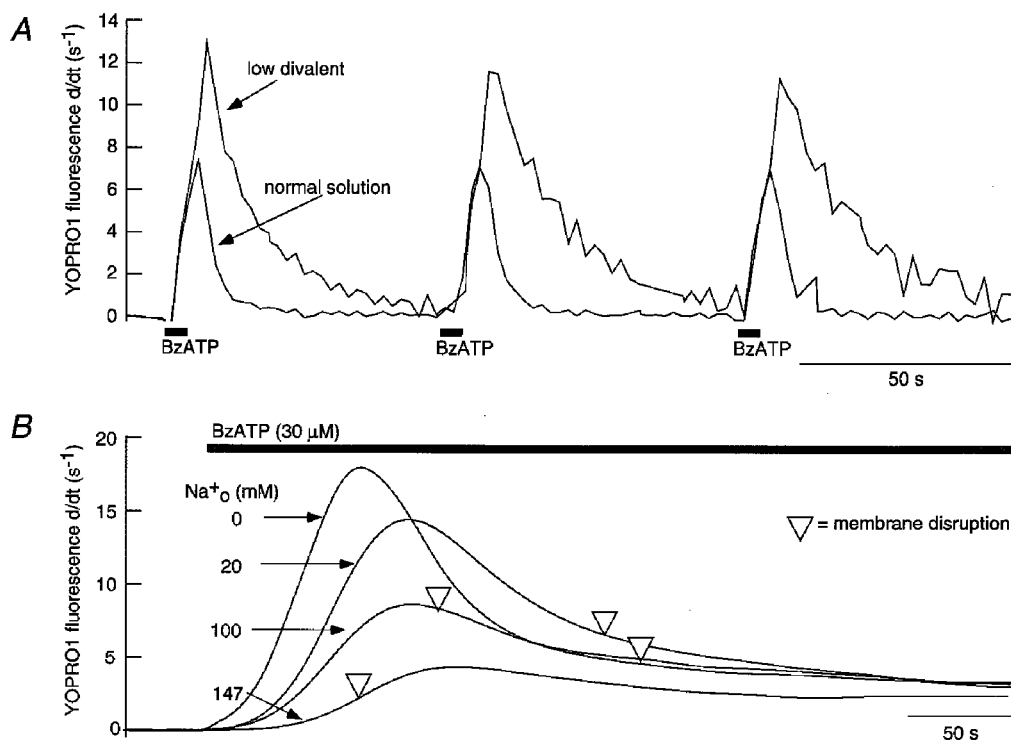 A
YOPRO1 fluorescence d/dt (s⁻¹)
14
12
10
8
6
4
2
0
low divalent
normal solution
BzATP
BzATP
BzATP
50 s
B
YOPRO1 fluorescence d/dt (s⁻¹)
20
15
10
5
0
BzATP (30 µM)
Na⁺o (mM)
0
20
100
147
▽ = membrane disruption
50 s